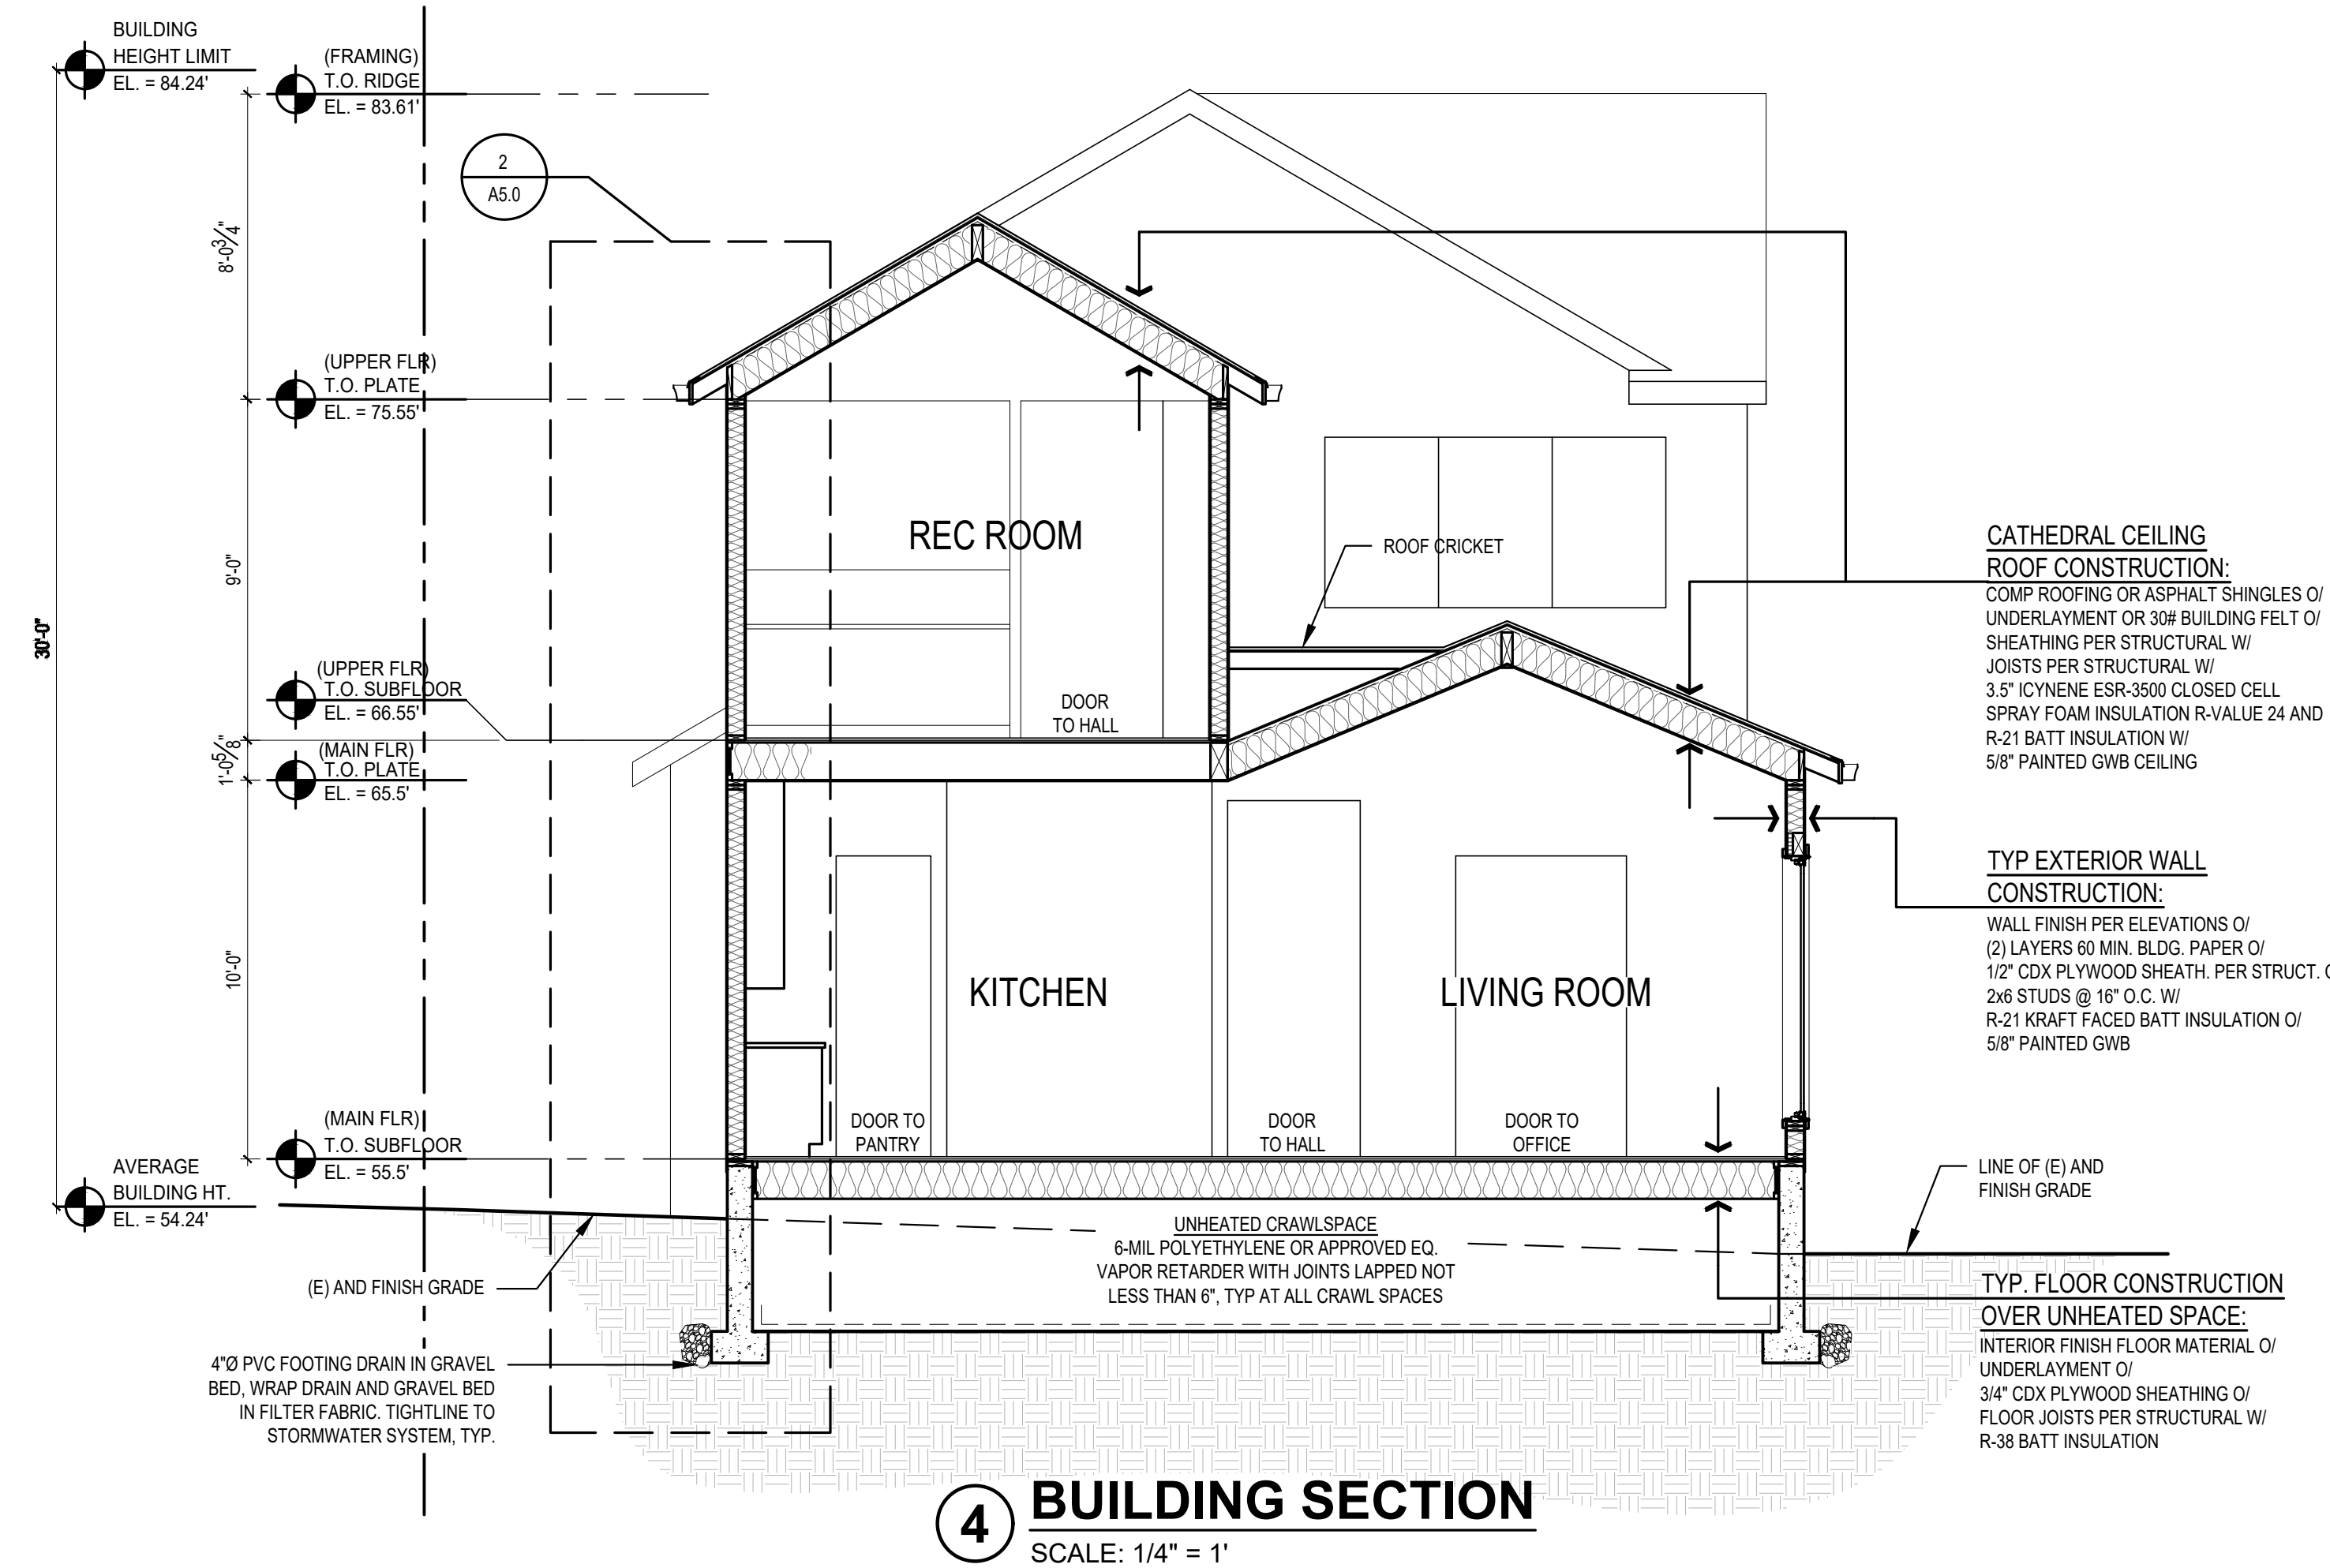 BUILDING
HEIGHT LIMIT
EL. = 84.24'
(FRAMING)
T.O. RIDGE
EL. = 83.61'
2
A5.0
8'-0 3/4"
(UPPER FLR)
T.O. PLATE
EL. = 75.55'
9'-0"
30'-0"
(UPPER FLR)
T.O. SUBFLOOR
EL. = 66.55'
1'-0 5/8"
(MAIN FLR)
T.O. PLATE
EL. = 65.5'
10'-0"
(MAIN FLR)
T.O. SUBFLOOR
EL. = 55.5'
AVERAGE
BUILDING HT.
EL. = 54.24'
REC ROOM
DOOR
TO HALL
ROOF CRICKET
KITCHEN
LIVING ROOM
DOOR TO
PANTRY
DOOR
TO HALL
DOOR TO
OFFICE
CATHEDRAL CEILING
ROOF CONSTRUCTION:
COMP ROOFING OR ASPHALT SHINGLES O/
UNDERLAYMENT OR 30# BUILDING FELT O/
SHEATHING PER STRUCTURAL W/
JOISTS PER STRUCTURAL W/
3.5" ICYNENE ESR-3500 CLOSED CELL
SPRAY FOAM INSULATION R-VALUE 24 AND
R-21 BATT INSULATION W/
5/8" PAINTED GWB CEILING
TYP EXTERIOR WALL
CONSTRUCTION:
WALL FINISH PER ELEVATIONS O/
(2) LAYERS 60 MIN. BLDG. PAPER O/
1/2" CDX PLYWOOD SHEATH. PER STRUCT.
2x6 STUDS @ 16" O.C. W/
R-21 KRAFT FACED BATT INSULATION O/
5/8" PAINTED GWB
LINE OF (E) AND
FINISH GRADE
UNHEATED CRAWLSPACE
6-MIL POLYETHYLENE OR APPROVED EQ.
VAPOR RETARDER WITH JOINTS LAPPED NOT
LESS THAN 6", TYP AT ALL CRAWL SPACES
(E) AND FINISH GRADE
4"Ø PVC FOOTING DRAIN IN GRAVEL
BED, WRAP DRAIN AND GRAVEL BED
IN FILTER FABRIC. TIGHTLINE TO
STORMWATER SYSTEM, TYP.
TYP. FLOOR CONSTRUCTION
OVER UNHEATED SPACE:
INTERIOR FINISH FLOOR MATERIAL O/
UNDERLAYMENT O/
3/4" CDX PLYWOOD SHEATHING O/
FLOOR JOISTS PER STRUCTURAL W/
R-38 BATT INSULATION
4
BUILDING SECTION
SCALE: 1/4" = 1'